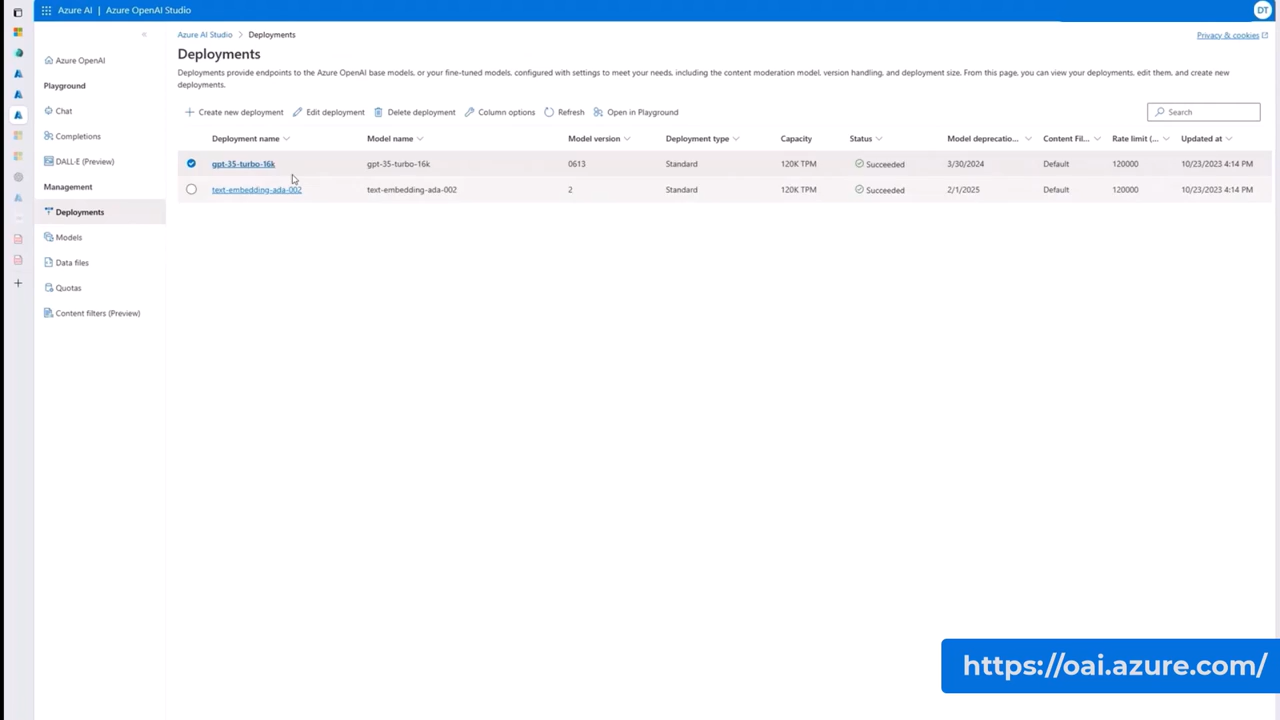 Azure AI | Azure OpenAI Studio
DT
Azure AI Studio > Deployments
Privacy & cookies
Deployments
Deployments provide endpoints to the Azure OpenAI base models, or your fine-tuned models, configured with settings to meet your needs, including the content moderation model, version handling, and deployment size. From this page, you can view your deployments, edit them, and create new
deployments.
Azure OpenAI
Playground
Chat
Completions
DALL-E (Preview)
Management
Deployments
Models
Data files
Quotas
Content filters (Preview)
Create new deployment Edit deployment Delete deployment Column options Refresh Open in Playground Search
Deployment name Model name Model version Deployment type Capacity Status Model deprecatio... Content Fil... Rate limit (... Updated at
gpt-35-turbo-16k gpt-35-turbo-16k 0613 Standard 120K TPM Succeeded 3/30/2024 Default 120000 10/23/2023 4:14 PM
text-embedding-ada-002 text-embedding-ada-002 2 Standard 120K TPM Succeeded 2/1/2025 Default 120000 10/23/2023 4:14 PM
https://oai.azure.com/